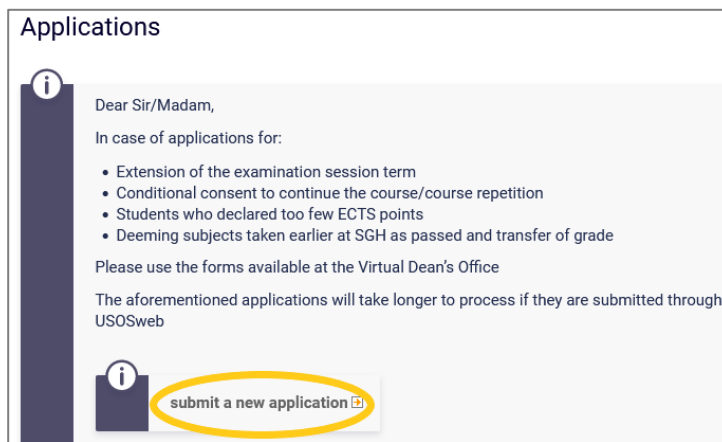 Applications
Dear Sir/Madam,
In case of applications for:
• Extension of the examination session term
• Conditional consent to continue the course/course repetition
• Students who declared too few ECTS points
• Deeming subjects taken earlier at SGH as passed and transfer of grade
Please use the forms available at the Virtual Dean's Office
The aforementioned applications will take longer to process if they are submitted through
USOSweb
submit a new application